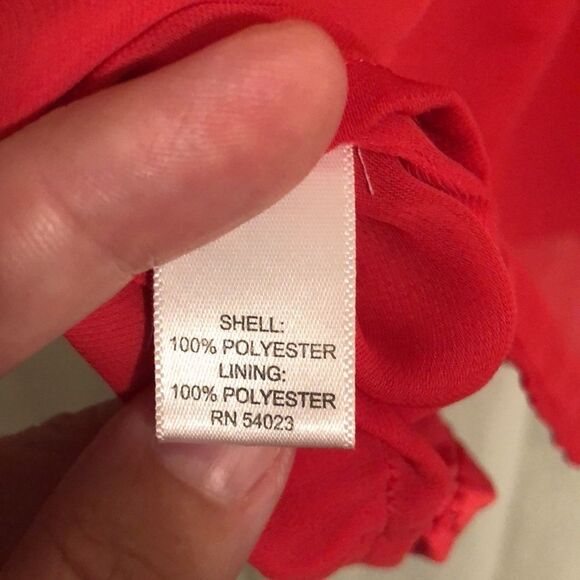 SHELL:
100% POLYESTER
LINING:
100% POLYESTER
RN 54023